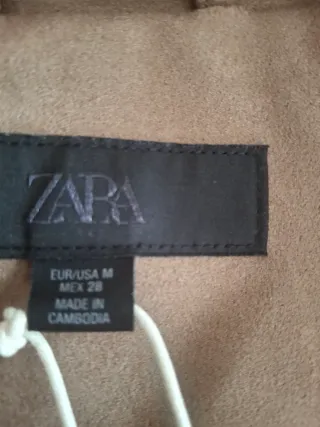 ZARA
EUR/USA M
MEX 28
MADE IN
CAMBODIA